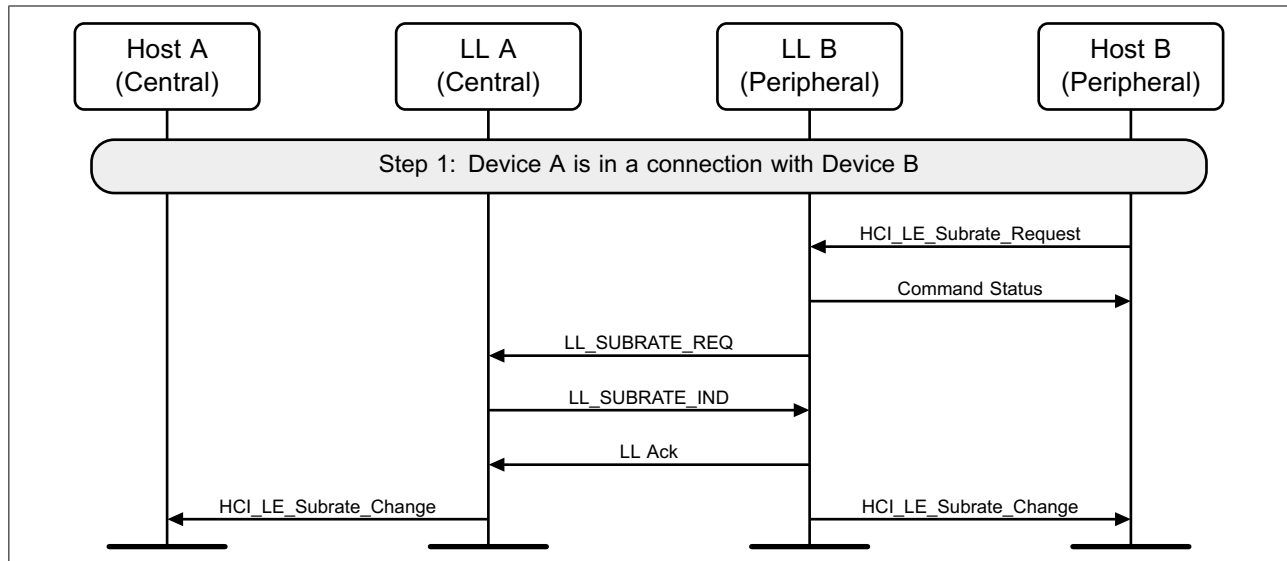 Host A
(Central)
LL A
(Central)
LL B
(Peripheral)
Host B
(Peripheral)
Step 1: Device A is in a connection with Device B
HCI_LE_Subrate_Request
Command Status
LL_SUBRATE_REQ
LL_SUBRATE_IND
LL Ack
HCI_LE_Subrate_Change
HCI_LE_Subrate_Change